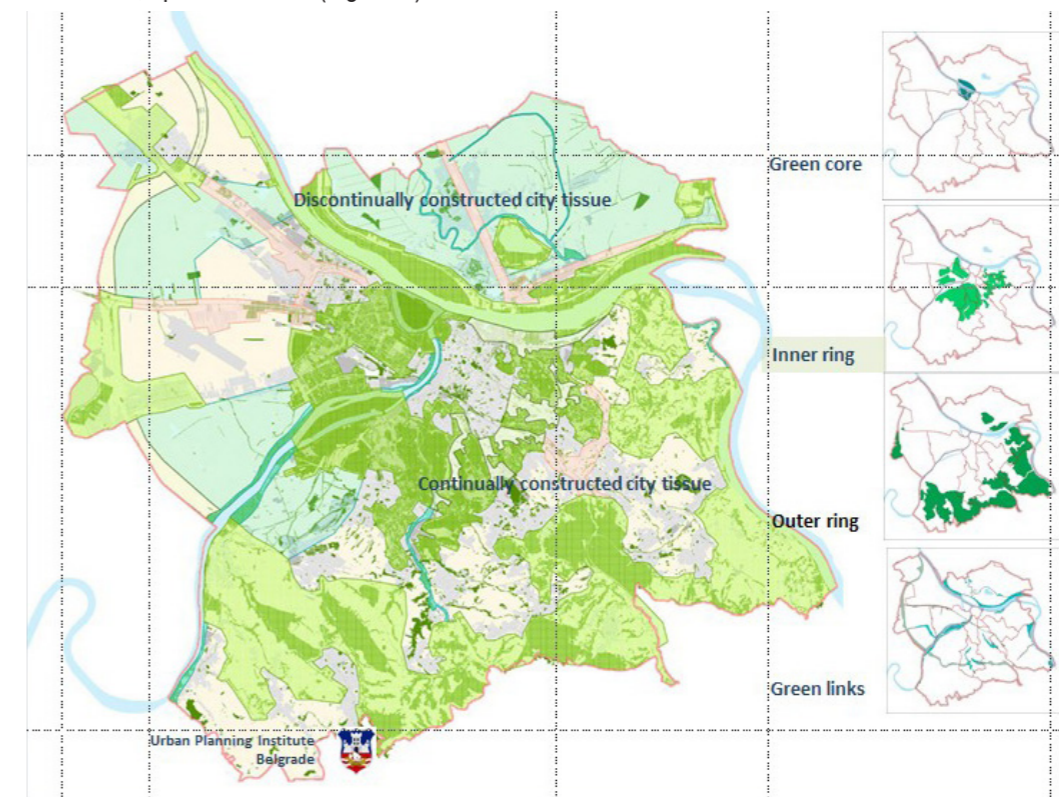 Green core
Discontinually constructed city tissue
Inner ring
Continually constructed city tissue
Outer ring
Green links
Urban Planning Institute
Belgrade